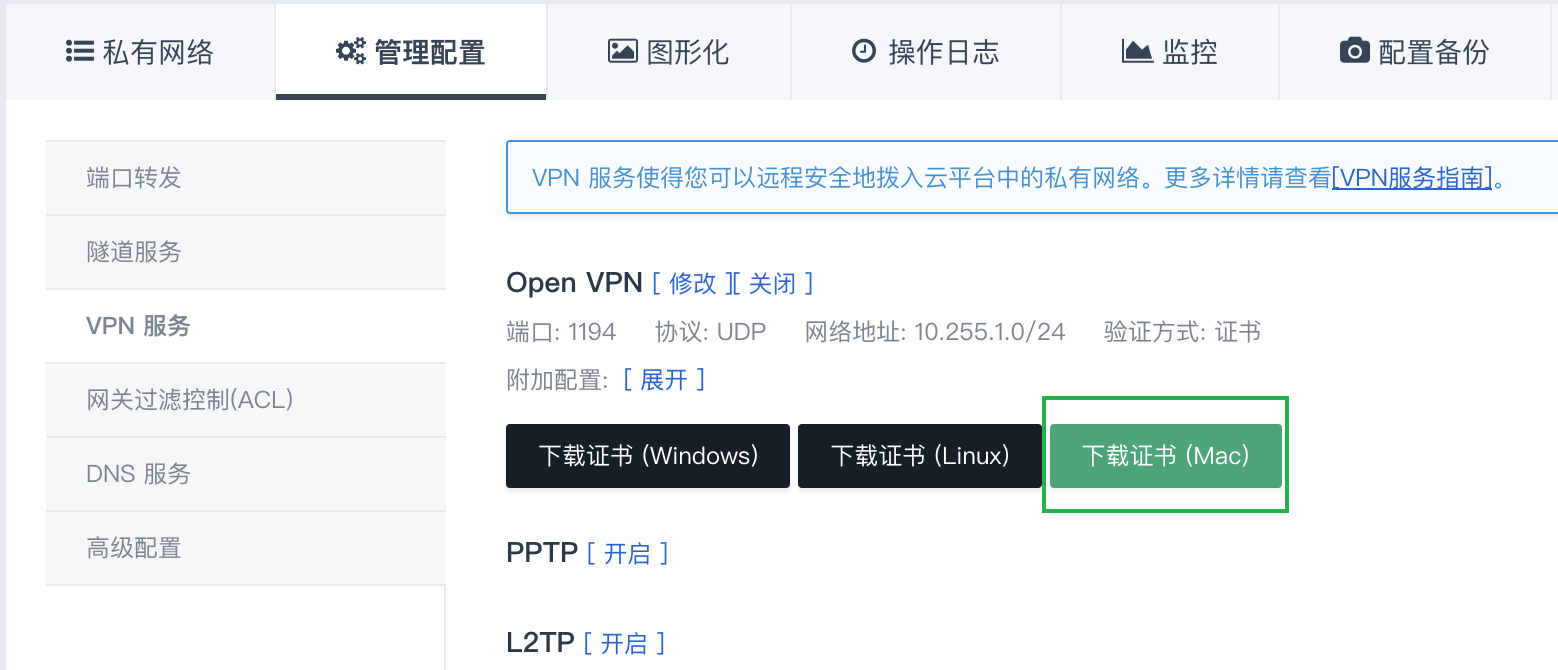 私有网络 管理配置 图形化 操作日志 监控 配置备份
端口转发
隧道服务
VPN 服务
网关过滤控制(ACL)
DNS 服务
高级配置
VPN 服务使得您可以远程安全地拨入云平台中的私有网络。更多详情请查看[VPN服务指南]。
Open VPN [ 修改 ][ 关闭 ]
端口: 1194 协议: UDP 网络地址: 10.255.1.0/24 验证方式: 证书
附加配置: [ 展开 ]
下载证书 (Windows) 下载证书 (Linux) 下载证书 (Mac)
PPTP [ 开启 ]
L2TP [ 开启 ]